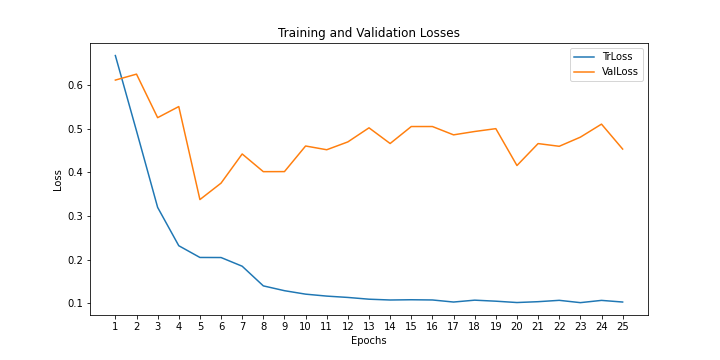 Training and Validation Losses
TrLoss
ValLoss
Loss
0.6
0.5
0.4
0.3
0.2
0.1
1 2 3 4 5 6 7 8 9 10 11 12 13 14 15 16 17 18 19 20 21 22 23 24 25
Epochs